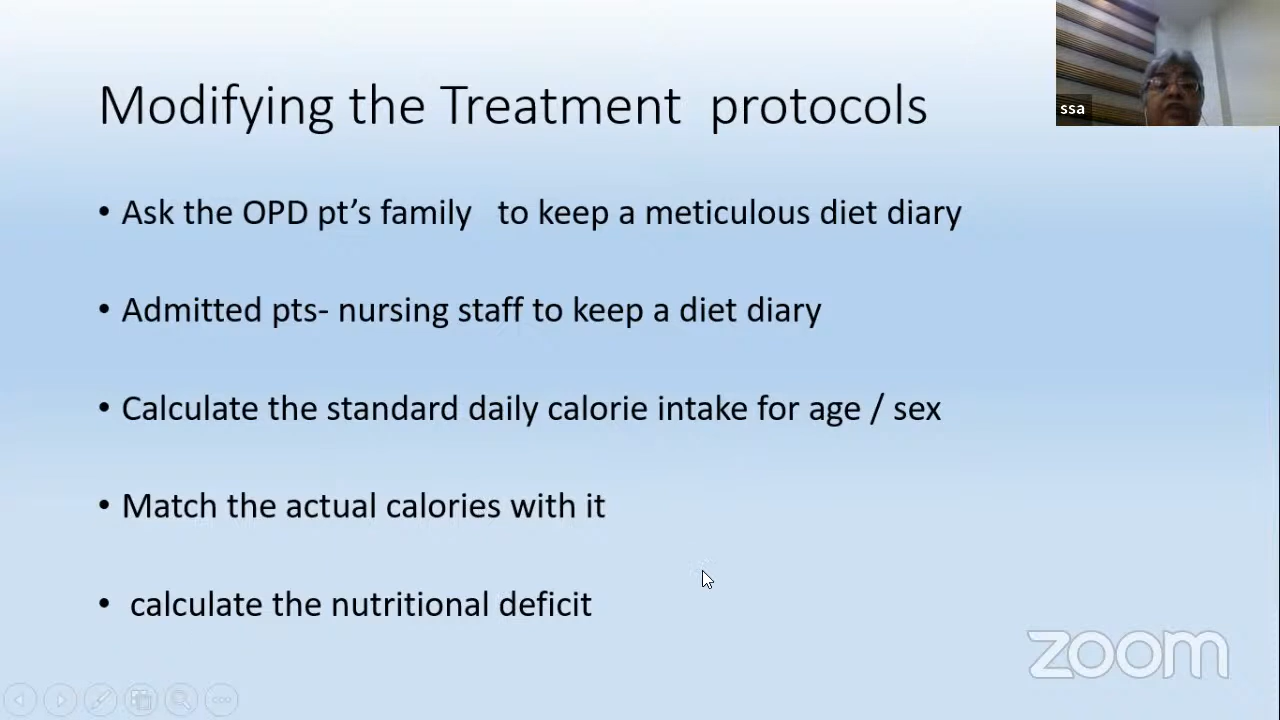 Modifying the Treatment protocols
ssa
• Ask the OPD pt’s family to keep a meticulous diet diary
• Admitted pts- nursing staff to keep a diet diary
• Calculate the standard daily calorie intake for age / sex
• Match the actual calories with it
• calculate the nutritional deficit
zoom